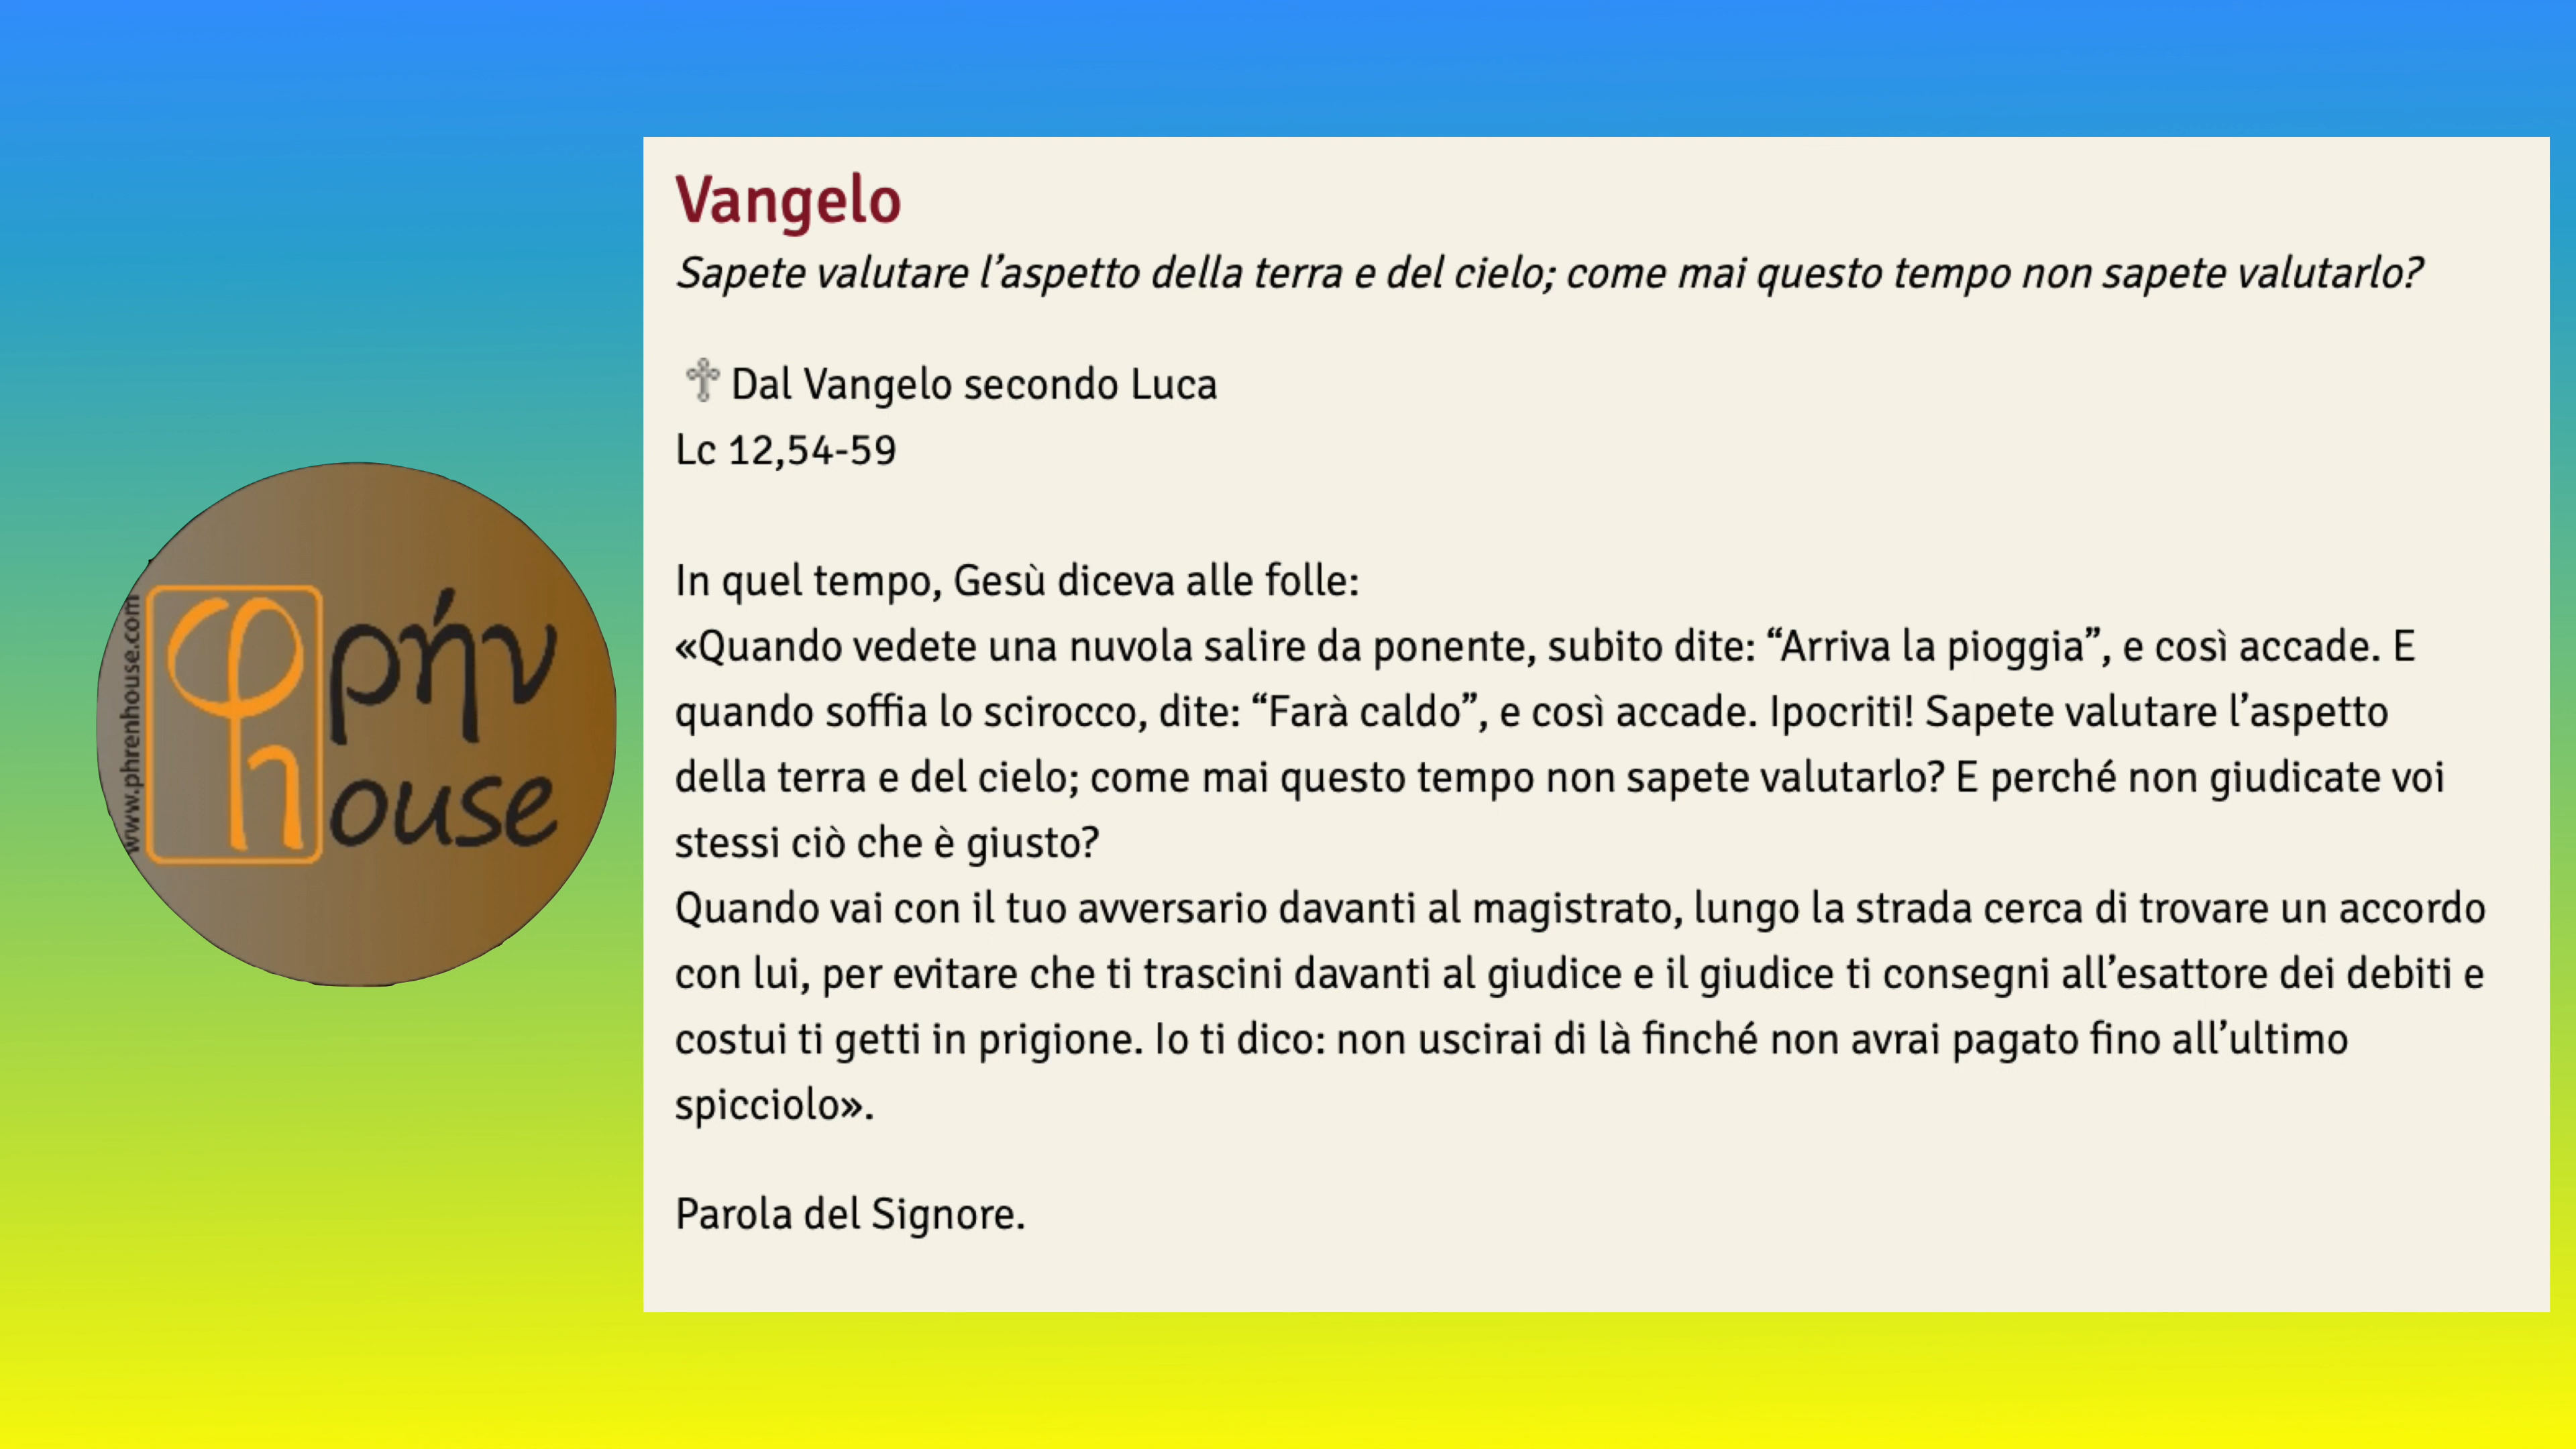 Vangelo
Sapete valutare l’aspetto della terra e del cielo; come mai questo tempo non sapete valutarlo?
Dal Vangelo secondo Luca
Lc 12,54-59
In quel tempo, Gesù diceva alle folle:
«Quando vedete una nuvola salire da ponente, subito dite: “Arriva la pioggia”, e così accade. E
quando soffia lo scirocco, dite: “Farà caldo”, e così accade. Ipocriti! Sapete valutare l’aspetto
della terra e del cielo; come mai questo tempo non sapete valutarlo? E perché non giudicate voi
stessi ciò che è giusto?
Quando vai con il tuo avversario davanti al magistrato, lungo la strada cerca di trovare un accordo
con lui, per evitare che ti trascini davanti al giudice e il giudice ti consegni all’esattore dei debiti e
costui ti getti in prigione. Io ti dico: non uscirai di là finché non avrai pagato fino all’ultimo
spicciolo».
Parola del Signore.
www.phrenhouse.com
φρήν
house